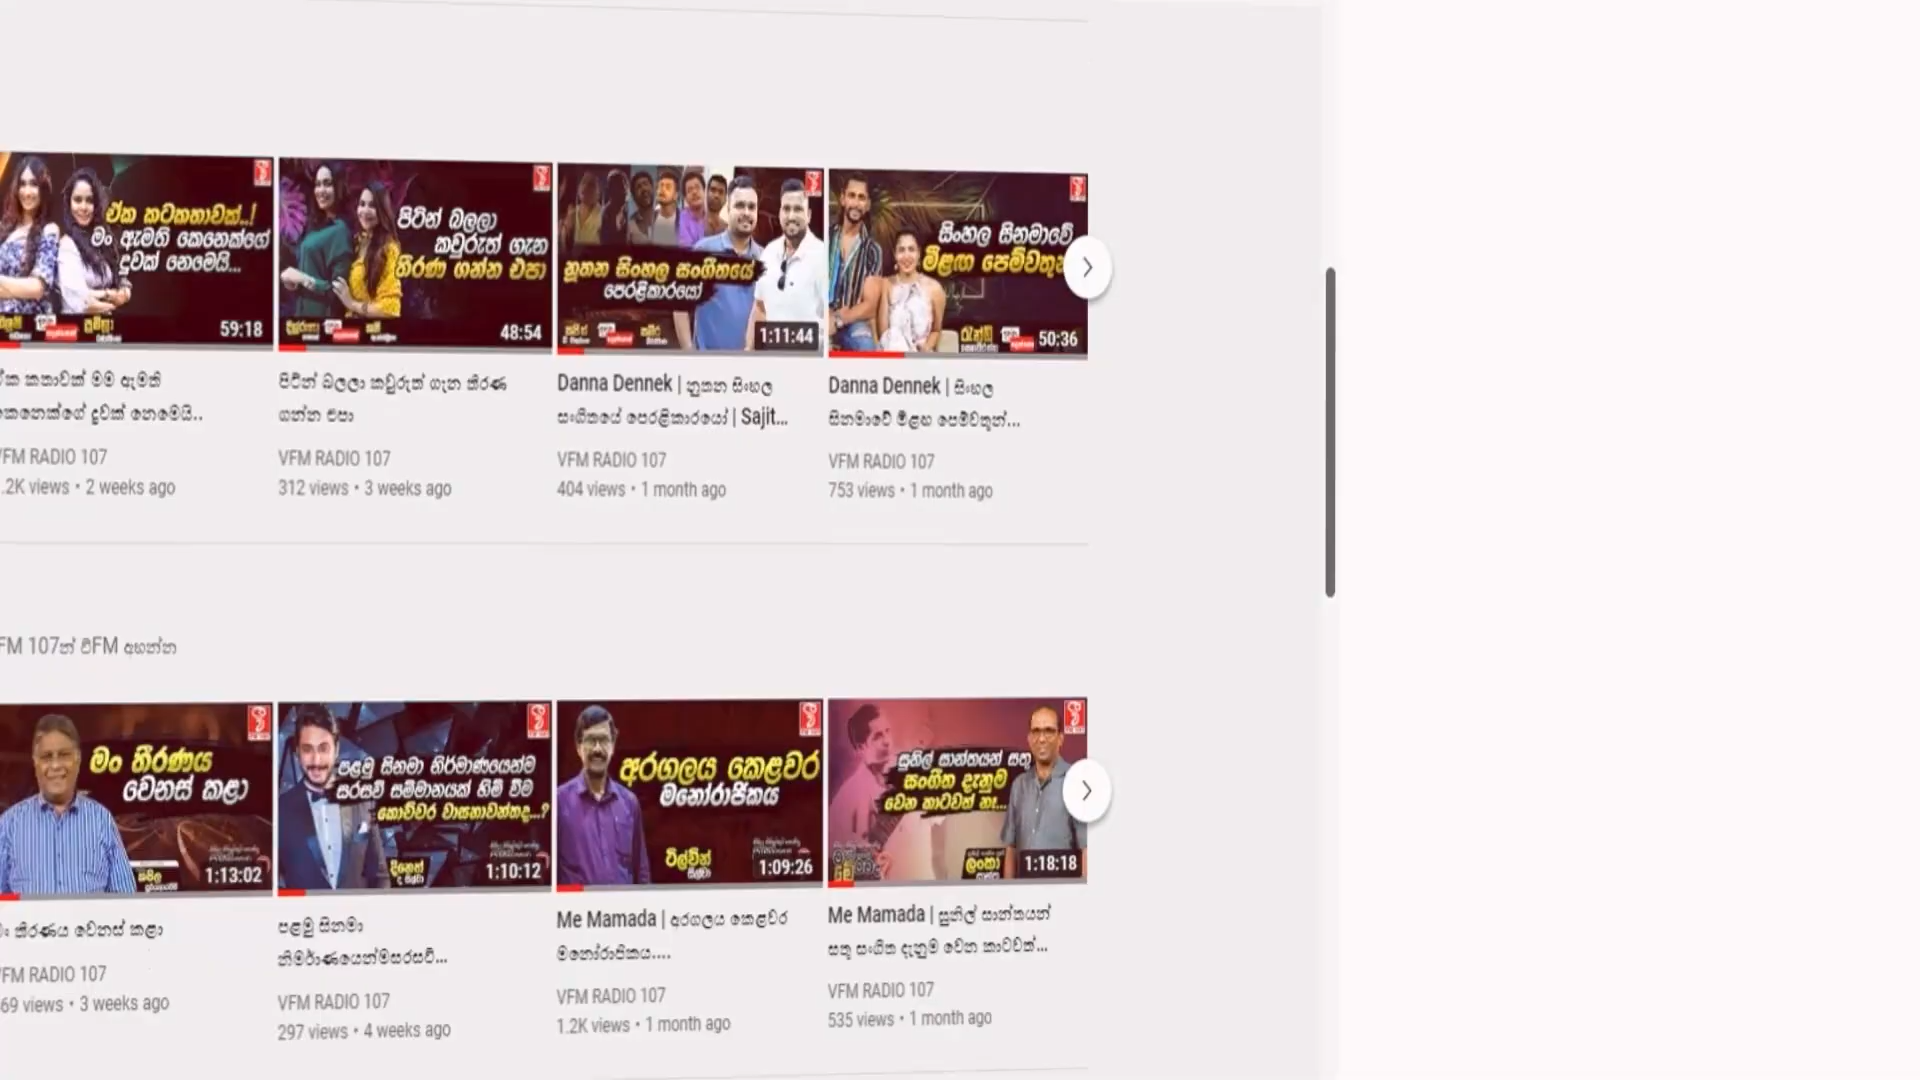 ඒක කටකතාවක්..!
මං ඇමති කෙනෙක්ගේ
දුවක් නෙමෙයි...
59:18
පිටින් බලලා
කවුරුත් ගැන
තීරණ ගන්න එපා
48:54
නූතන සිංහල සංගීතයේ
පෙරළිකාරයෝ
1:11:44
සිංහල සිනමාවේ
මීළඟ පෙම්වතුන්
50:36
කතාවක් මම ඇමති
කෙනෙක්ගේ දුවක් නෙමෙයි..
VFM RADIO 107
.2K views • 2 weeks ago
පිටින් බලලා කවුරුත් ගැන තීරණ
ගන්න එපා
VFM RADIO 107
312 views • 3 weeks ago
Danna Dennek | නූතන සිංහල
සංගීතයේ පෙරළිකාරයෝ | Sajit...
VFM RADIO 107
404 views • 1 month ago
Danna Dennek | සිංහල
සිනමාවේ මීළඟ පෙම්වතුන්...
VFM RADIO 107
753 views • 1 month ago
FM 107න් වීFM අහන්න
මං තීරණය
වෙනස් කළා
1:13:02
පළමු සිනමා නිර්මාණයෙන්ම
සරසවි සම්මානයක් හිමි වීම
කොච්චර වාසනාවන්තද...?
දිනෙත්
ද සිල්වා
1:10:12
අරගලය කෙළවර
මනෝරාජිකය
ටිල්වින්
සිල්වා
1:09:26
සුනිල් සාන්තයන් සතු
සංගීත දැනුම
වෙන කාටවත් නෑ...
ලංකා
1:18:18
මං තීරණය වෙනස් කළා
VFM RADIO 107
69 views • 3 weeks ago
පළමු සිනමා
නිර්මාණයෙන්මසරසවි...
VFM RADIO 107
297 views • 4 weeks ago
Me Mamada | අරගලය කෙළවර
මනෝරාජිකය....
VFM RADIO 107
1.2K views • 1 month ago
Me Mamada | සුනිල් සාන්තයන්
සතු සංගීත දැනුම වෙන කාටවත්...
VFM RADIO 107
535 views • 1 month ago